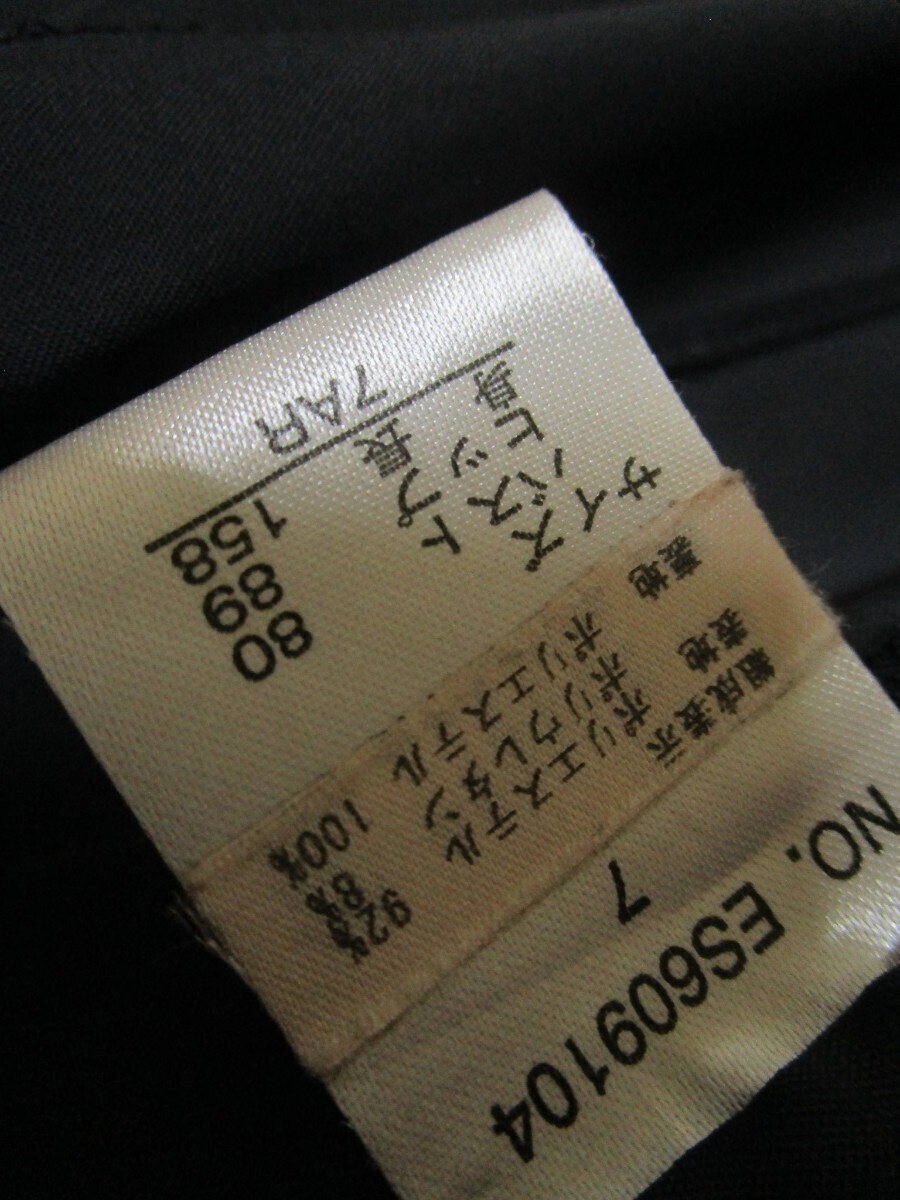 NO. ES609104
7
組成表示
表地 ポリエステル 92%
ポリウレタン 8%
裏地 ポリエステル 100%
サイズ
バスト 80
ヒップ 89
身長 158
7AR